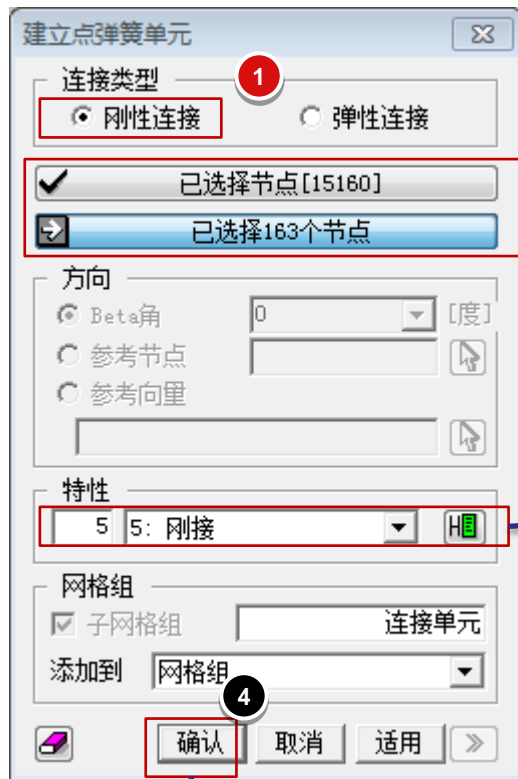 建立点弹簧单元
连接类型
1
刚性连接 弹性连接
已选择节点[15160]
已选择163个节点
方向
Beta角 0 [度]
参考节点
参考向量
特性
5 5: 刚接
网格组
子网格组 连接单元
添加到 网格组
4
确认 取消 适用 >>